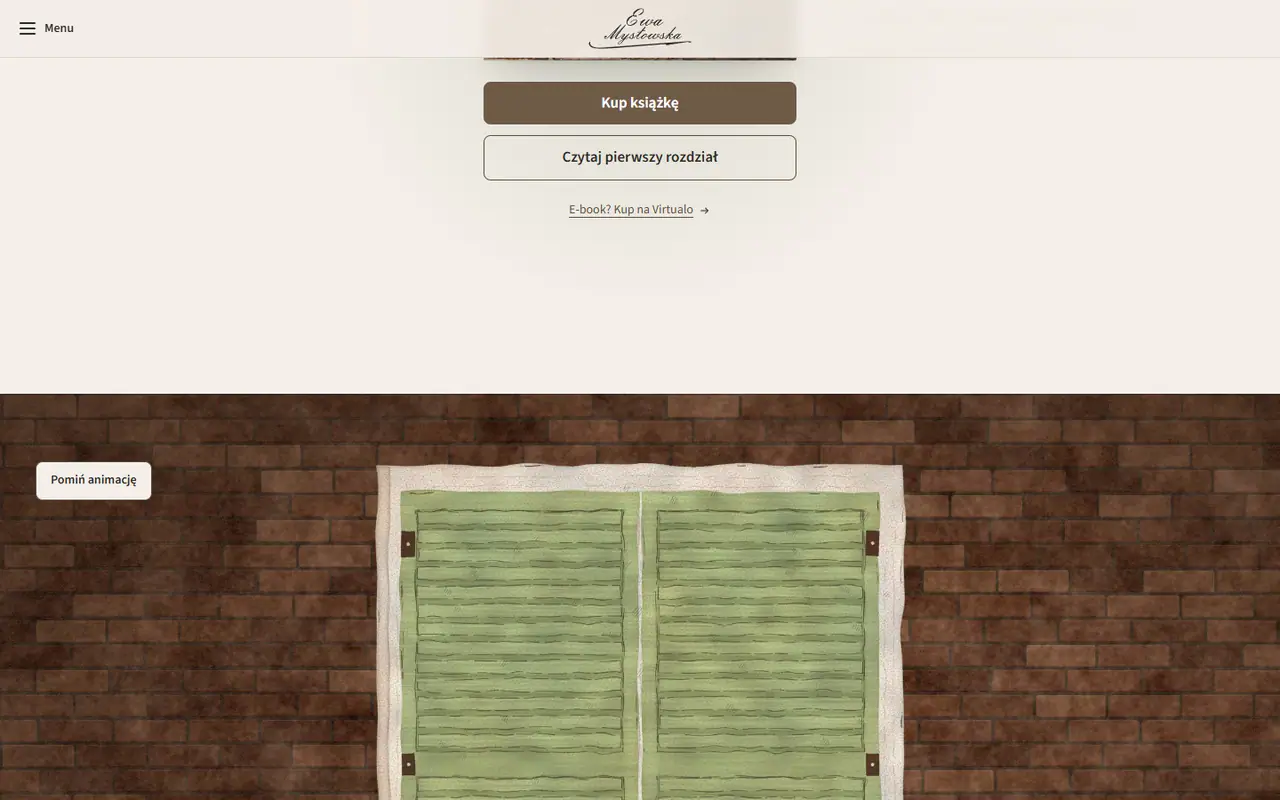 Menu
Ewa
Mysłowska
Kup książkę
Czytaj pierwszy rozdział
E-book? Kup na Virtualo →
Pomiń animację